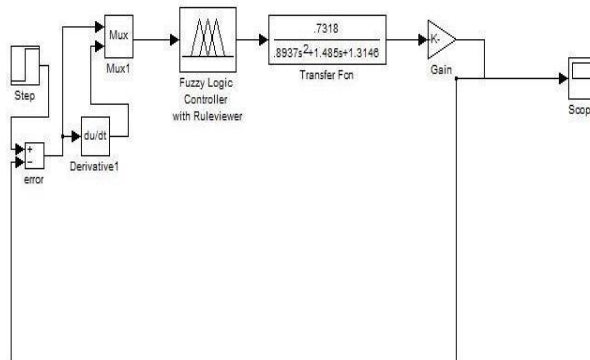 Step
+
−
error
du/dt
Derivative1
Mux
Mux1
Fuzzy Logic
Controller
with Ruleviewer
.7318
.8937s2+1.485s+1.3146
Transfer Fcn
-K-
Gain
Scop